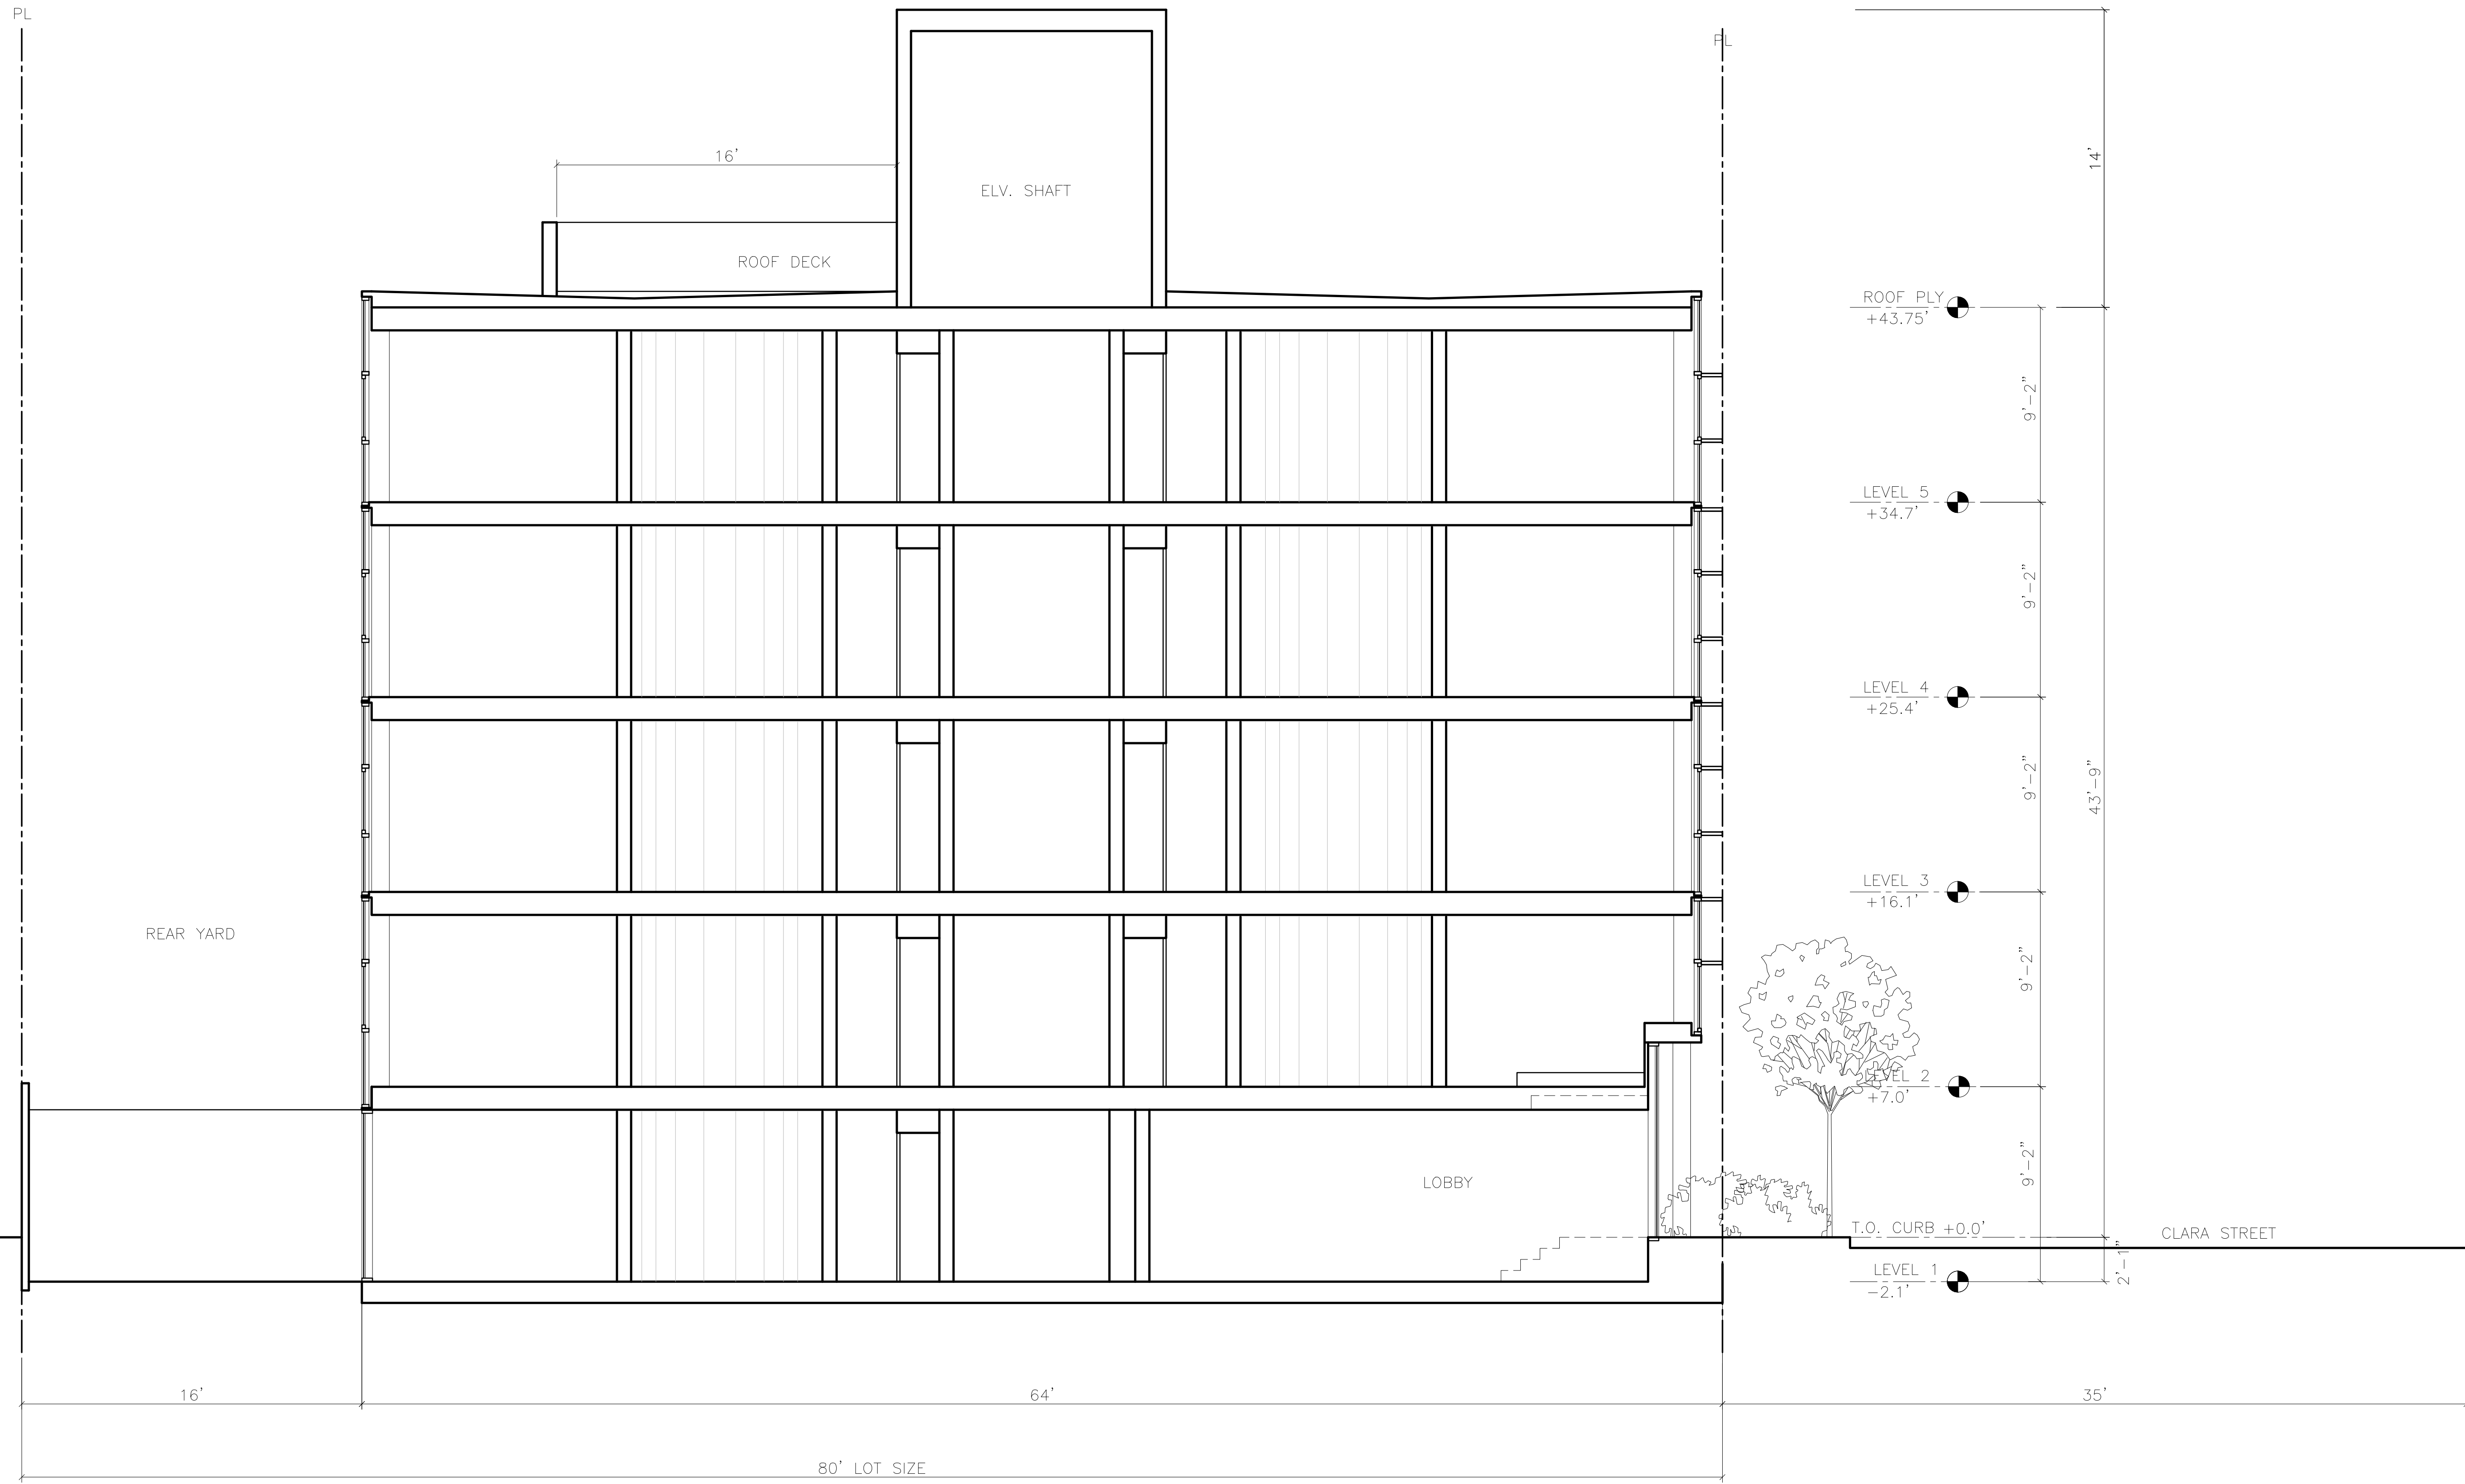 PL
PL
16'
14'
ELV. SHAFT
ROOF DECK
ROOF PLY
+43.75'
9'-2"
LEVEL 5
+34.7'
9'-2"
LEVEL 4
+25.4'
9'-2"
43'-9"
LEVEL 3
+16.1'
REAR YARD
9'-2"
LEVEL 2
+7.0'
9'-2"
LOBBY
T.O. CURB +0.0'
CLARA STREET
2'-1"
LEVEL 1
-2.1'
16'
64'
35'
80' LOT SIZE